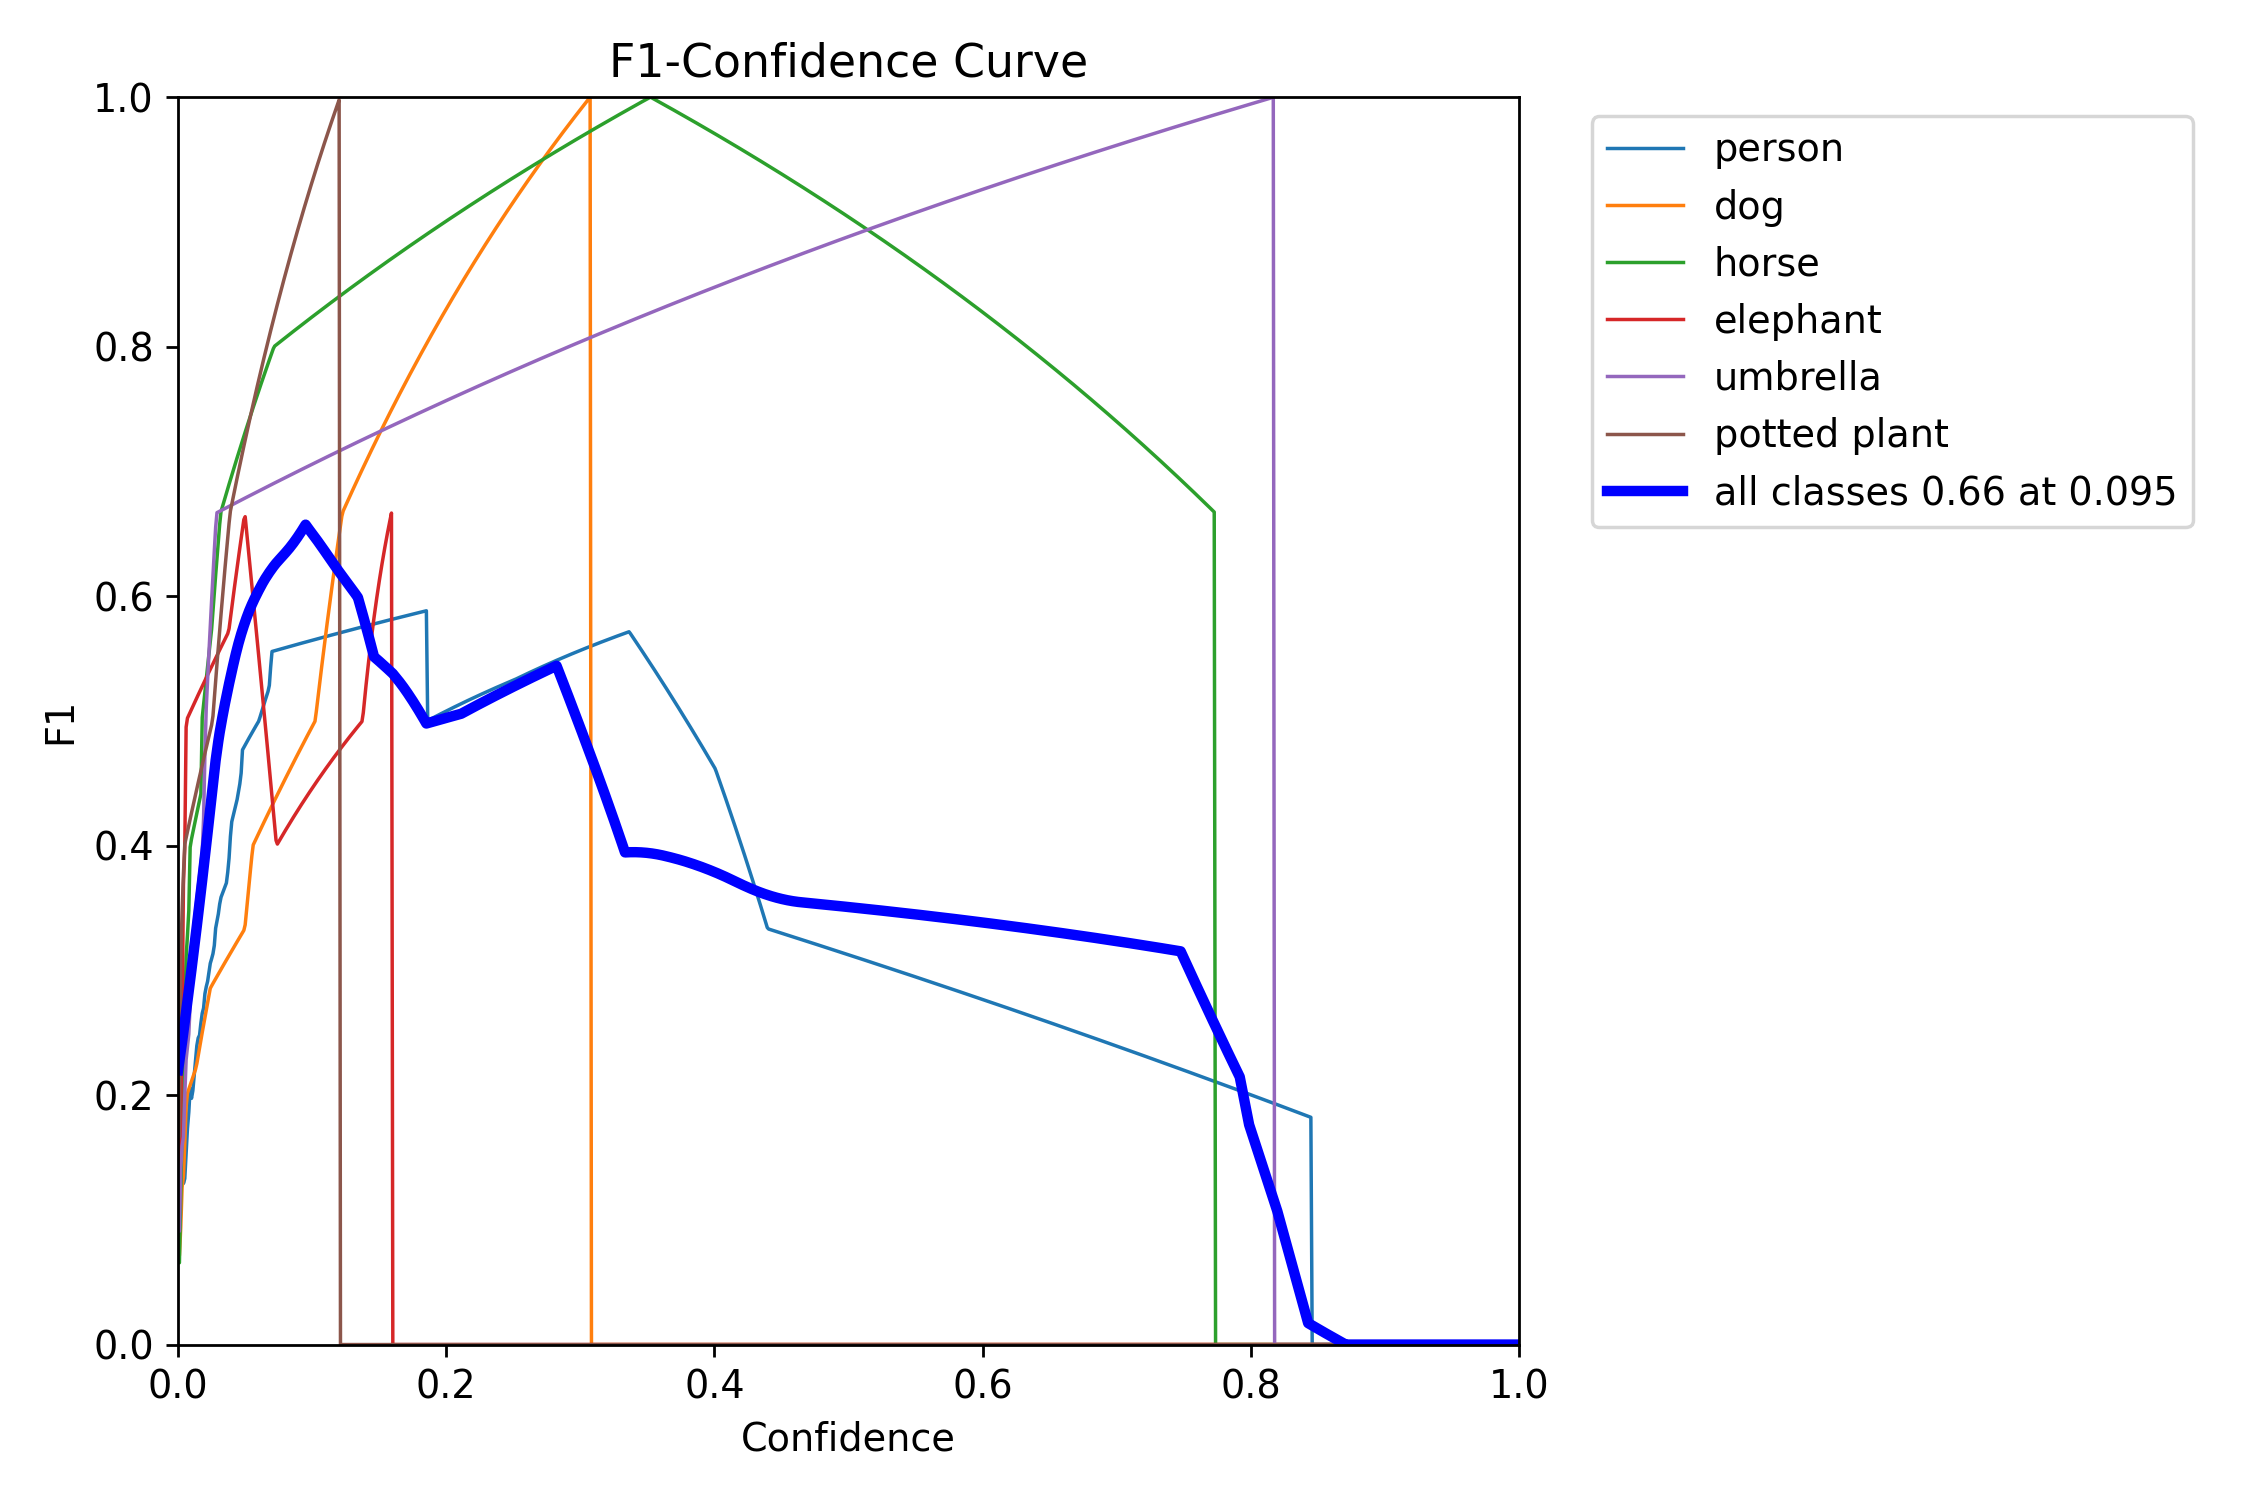 F1-Confidence Curve
1.0
0.8
0.6
0.4
0.2
0.0
F1
0.0 0.2 0.4 0.6 0.8 1.0
Confidence
person
dog
horse
elephant
umbrella
potted plant
all classes 0.66 at 0.095